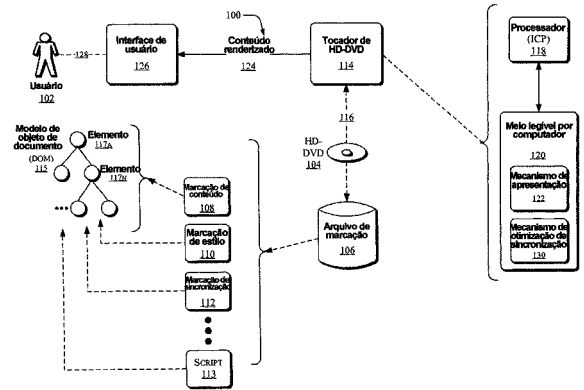 100
Interface de
usuário
126
Conteúdo
renderizado
124
Tocador de
HD-DVD
114
Processador
(ICP)
118
128
Usuário
102
116
Modelo de
objeto de
documento
(DOM)
115
Elemento
117A
Elemento
117N
HD-
DVD
104
Meio legível por
computador
120
Mecanismo de
apresentação
122
Mecanismo de
otimização de
sincronização
130
Marcação de
conteúdo
108
Arquivo de
marcação
106
Marcação
de estilo
110
Marcação de
sincronização
112
SCRIPT
113